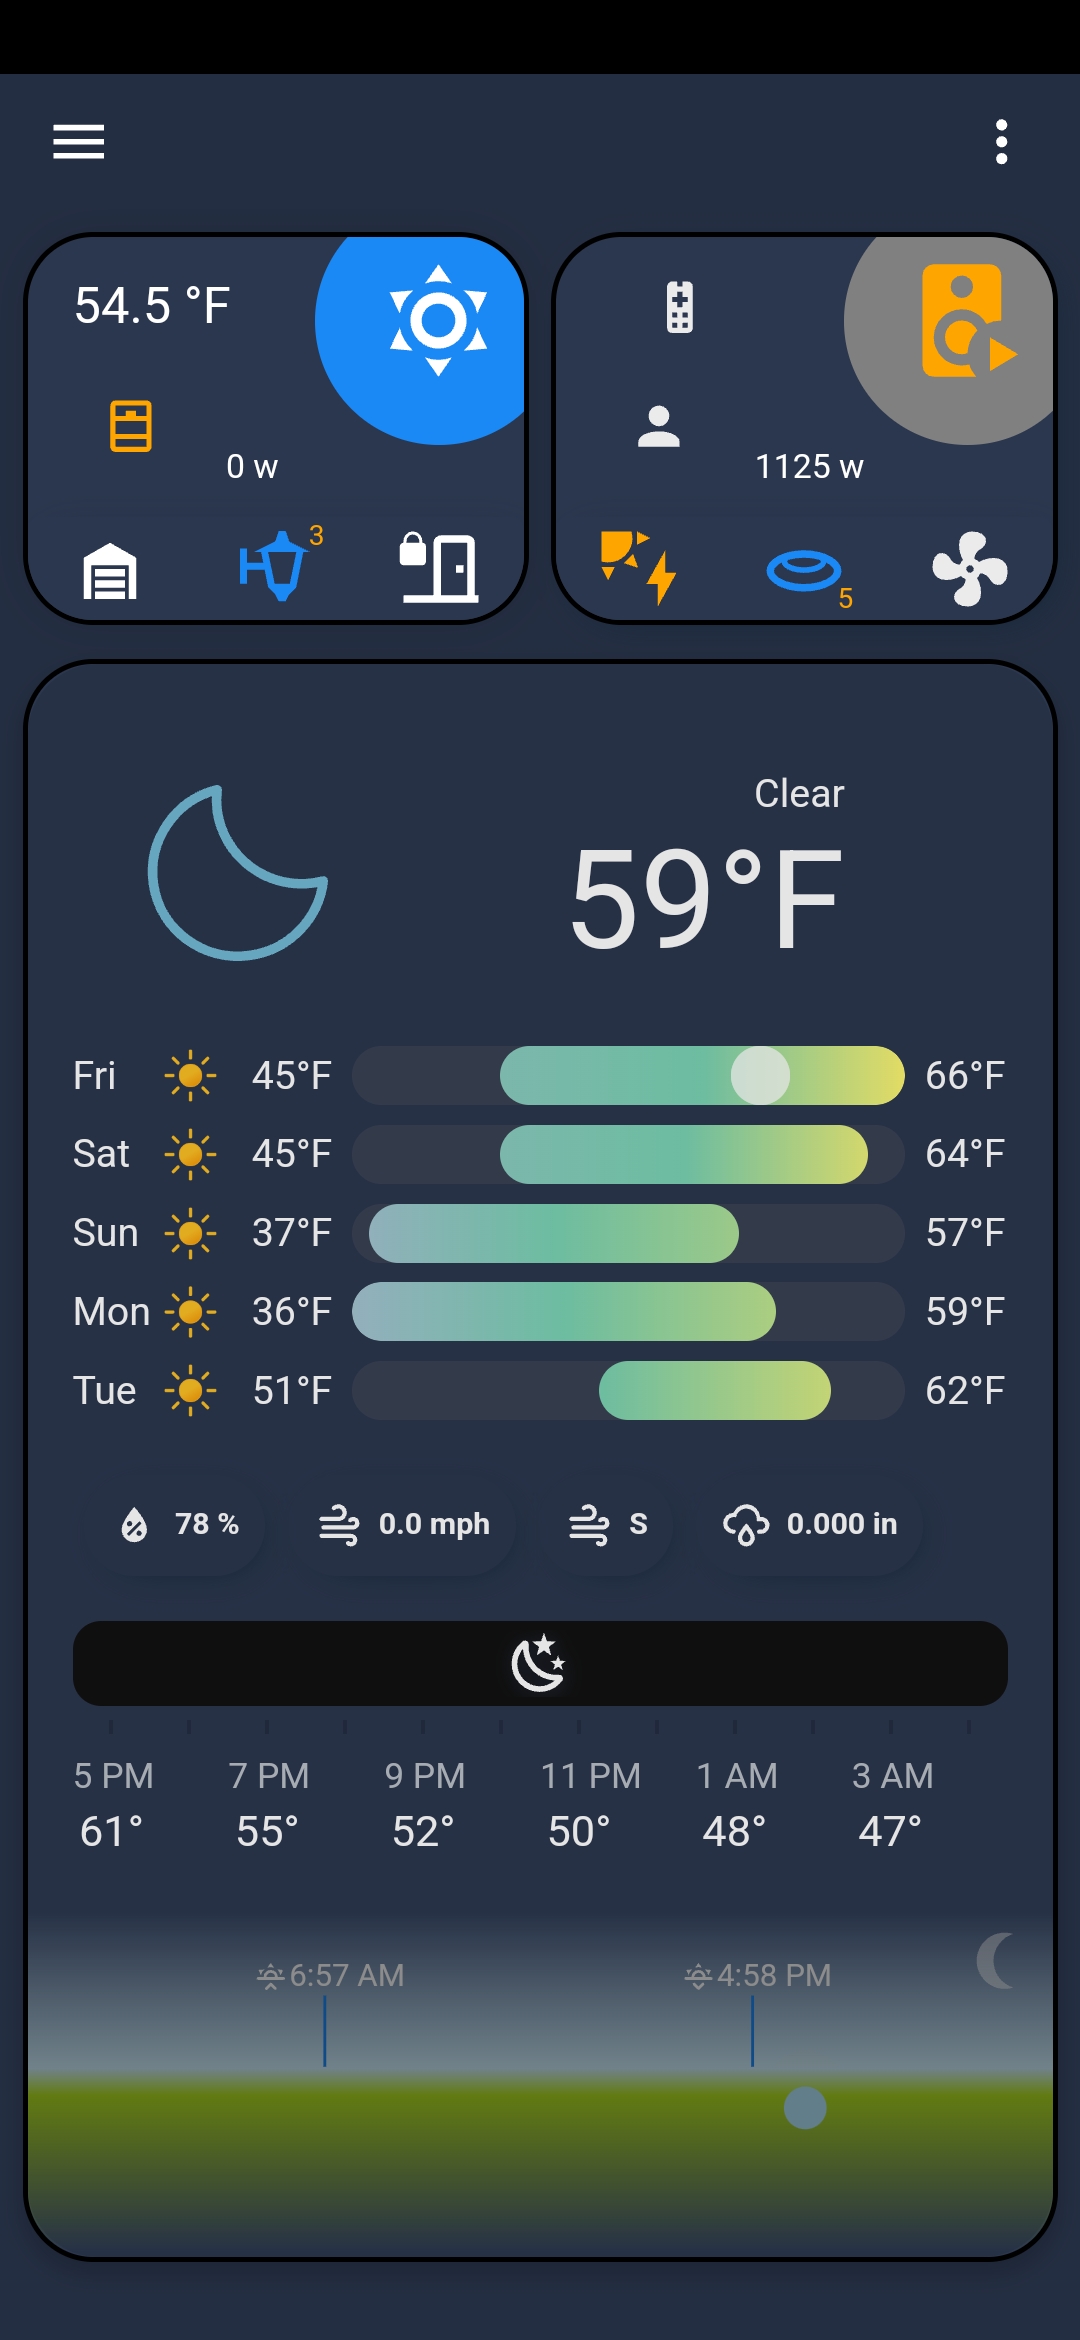 54.5 °F
0 w
3
1125 w
5
Clear
59°F
Fri 45°F 66°F
Sat 45°F 64°F
Sun 37°F 57°F
Mon 36°F 59°F
Tue 51°F 62°F
78 % 0.0 mph S 0.000 in
5 PM 7 PM 9 PM 11 PM 1 AM 3 AM
61° 55° 52° 50° 48° 47°
6:57 AM 4:58 PM